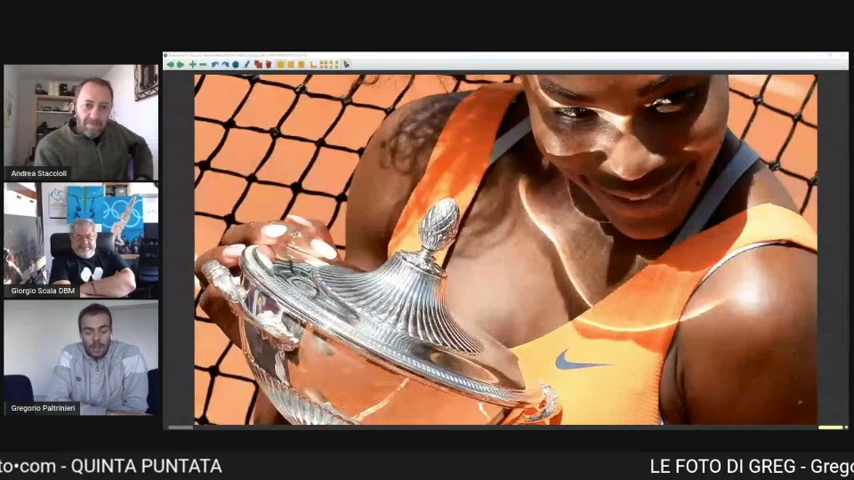 Andrea Staccioli
Giorgio Scala DBM
Gregorio Paltrinieri
to•com - QUINTA PUNTATA
LE FOTO DI GREG - Grego